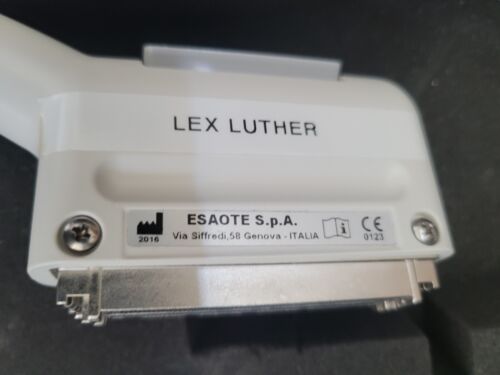 LEX LUTHER
ESAOTE S.p.A.
2016
Via Siffredi,58 Genova - ITALIA
i
CE
0123